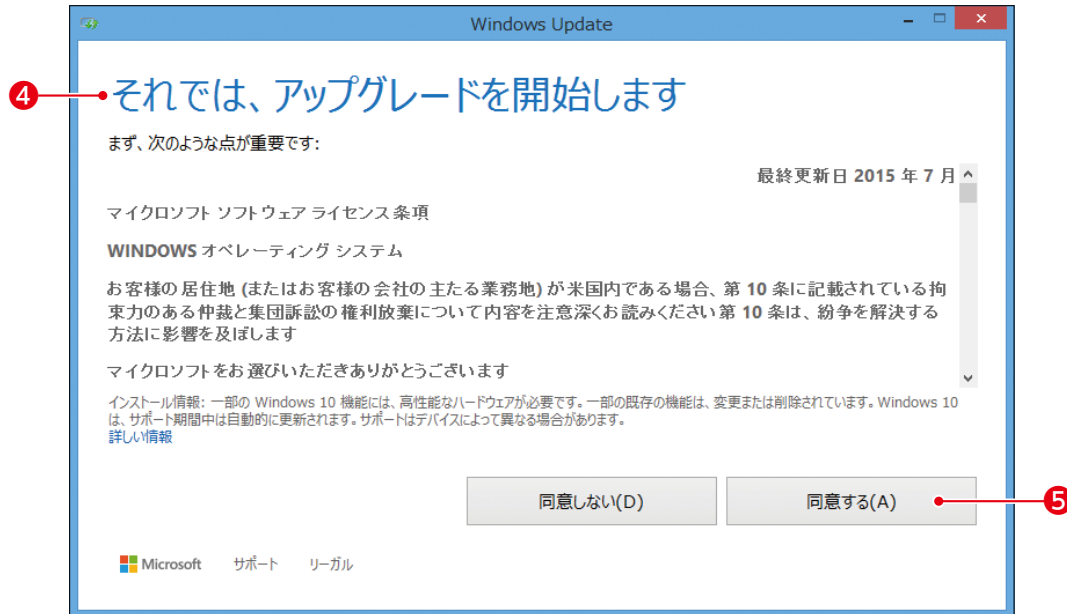 Windows Update
❹
それでは、アップグレードを開始します
まず、次のような点が重要です:
最終更新日 2015 年 7 月
マイクロソフト ソフトウェア ライセンス条項
WINDOWS オペレーティング システム
お客様の居住地 (またはお客様の会社の主たる業務地) が米国内である場合、第 10 条に記載されている拘
束力のある仲裁と集団訴訟の権利放棄について内容を注意深くお読みください 第 10 条は、紛争を解決する
方法に影響を及ぼします
マイクロソフトをお選びいただきありがとうございます
インストール情報: 一部の Windows 10 機能には、高性能なハードウェアが必要です。一部の既存の機能は、変更または削除されています。Windows 10
は、サポート期間中は自動的に更新されます。サポートはデバイスによって異なる場合があります。
詳しい情報
同意しない(D)
同意する(A)
❺
Microsoft サポート リーガル